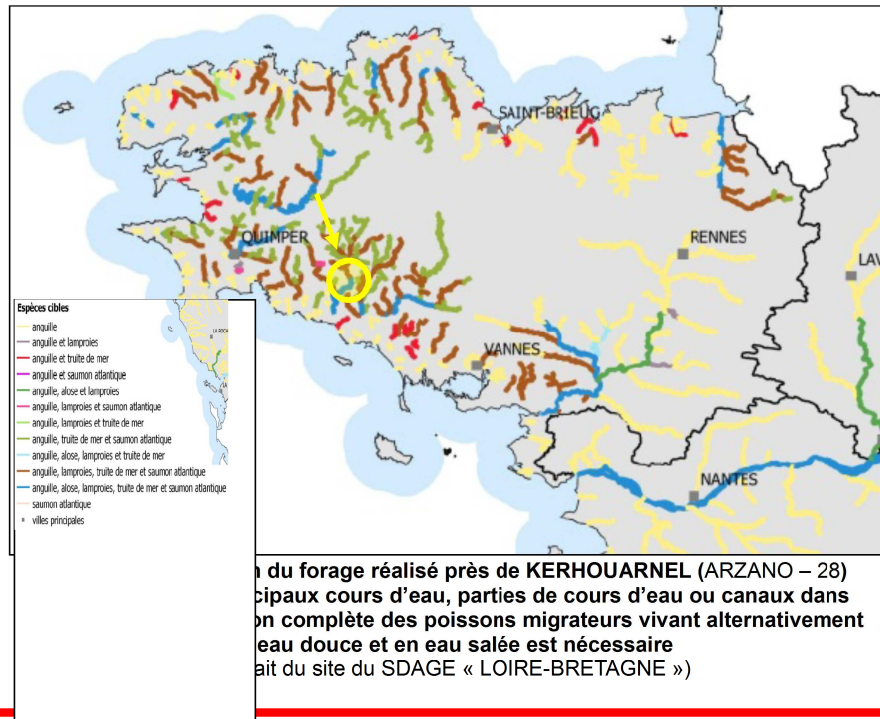 SAINT-BRIEUG
QUIMPER
RENNES
LAV
VANNES
NANTES
Espèces cibles
anguille
anguille et lamproies
anguille et truite de mer
anguille et saumon atlantique
anguille, alose et lamproies
anguille, lamproies et saumon atlantique
anguille, lamproies et truite de mer
anguille, truite de mer et saumon atlantique
anguille, alose, lamproies et truite de mer
anguille, lamproies, truite de mer et saumon atlantique
anguille, alose, lamproies, truite de mer et saumon atlantique
saumon atlantique
villes principales
LA ROCH
n du forage réalisé près de KERHOUARNEL (ARZANO – 28)
cipaux cours d'eau, parties de cours d'eau ou canaux dans
on complète des poissons migrateurs vivant alternativement
eau douce et en eau salée est nécessaire
ait du site du SDAGE « LOIRE-BRETAGNE »)